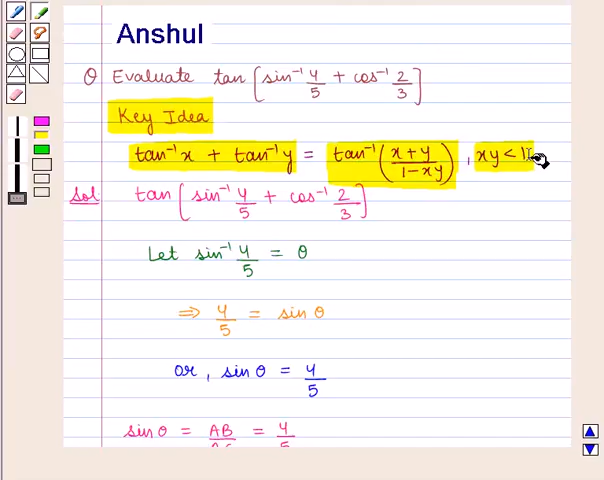 Anshul
Q Evaluate tan [sin⁻¹ 4/5 + cos⁻¹ 2/3]
Key Idea
tan⁻¹x + tan⁻¹y = tan⁻¹((x+y)/(1-xy)), xy < 1
Sol tan [sin⁻¹ 4/5 + cos⁻¹ 2/3]
Let sin⁻¹ 4/5 = θ
⇒ 4/5 = sin θ
or, sin θ = 4/5
sin θ = AB/AC = 4/5